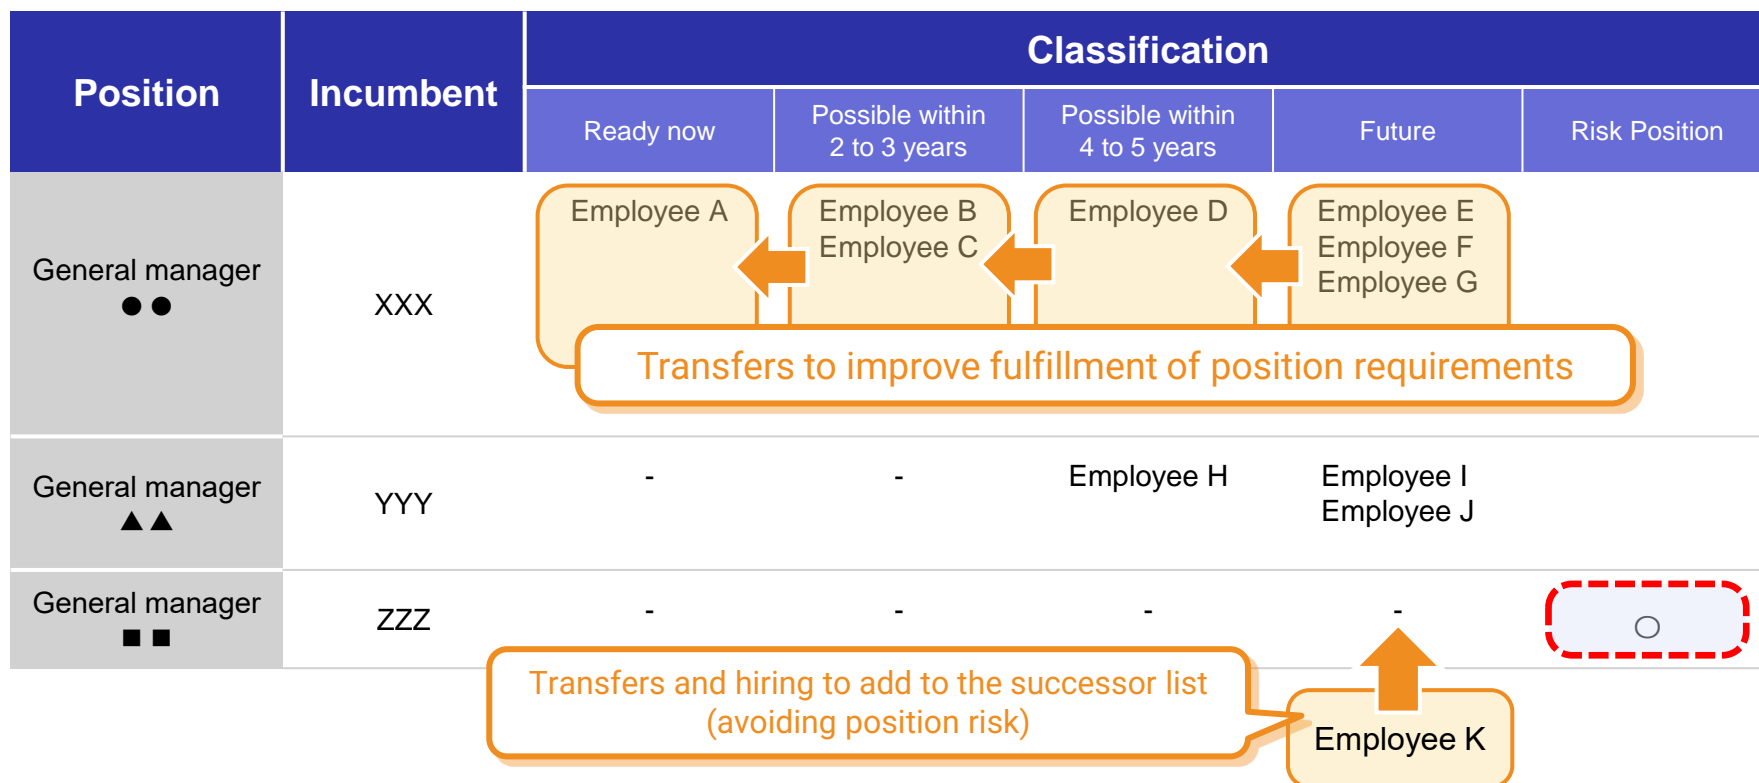 Position
Incumbent
Classification
Ready now
Possible within
2 to 3 years
Possible within
4 to 5 years
Future
Risk Position
General manager
●●
XXX
Employee A
Employee B
Employee C
Employee D
Employee E
Employee F
Employee G
Transfers to improve fulfillment of position requirements
General manager
▲▲
YYY
-
-
Employee H
Employee I
Employee J
General manager
■■
ZZZ
-
-
-
-
○
Transfers and hiring to add to the successor list
(avoiding position risk)
Employee K